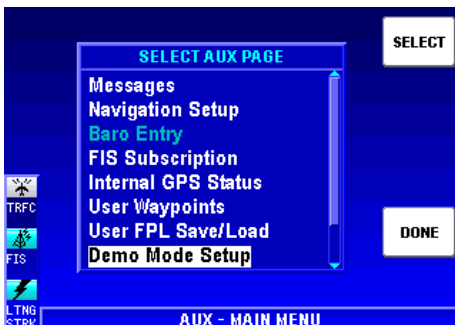 SELECT
SELECT AUX PAGE
Messages
Navigation Setup
Baro Entry
FIS Subscription
Internal GPS Status
User Waypoints
User FPL Save/Load
Demo Mode Setup
DONE
TRFC
FIS
LTNG
STRK
AUX - MAIN MENU